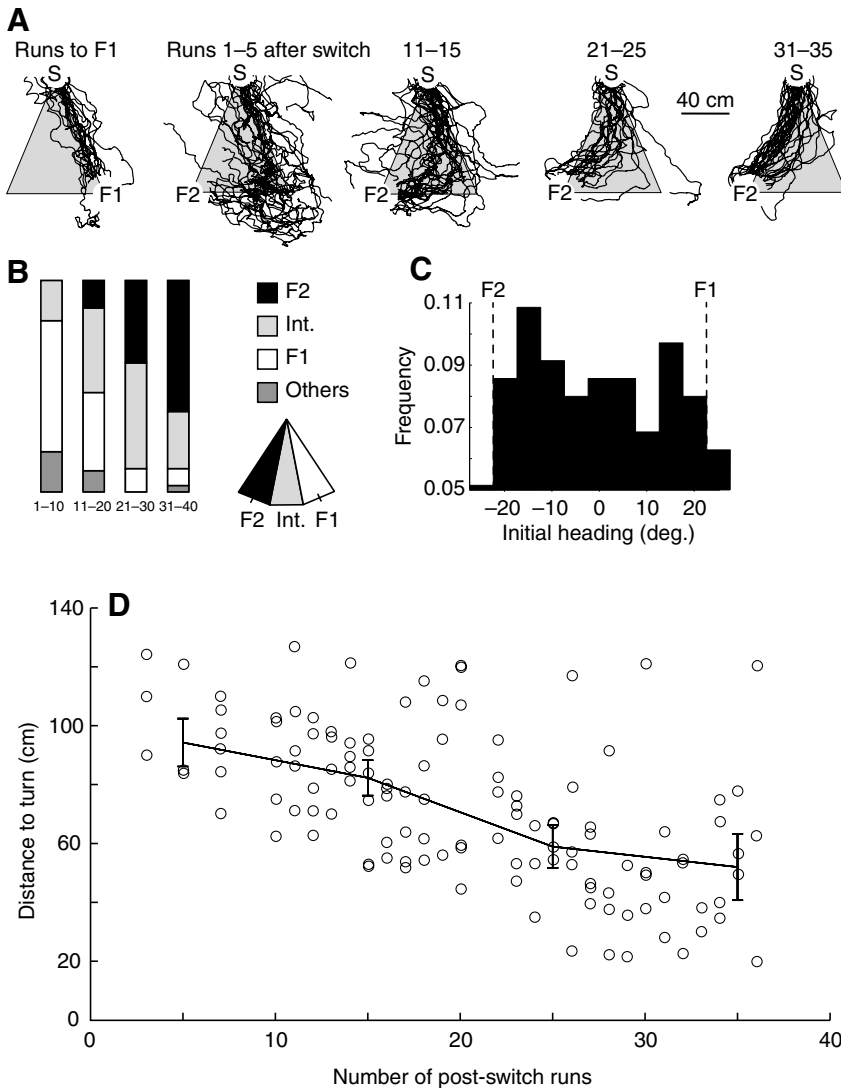 A
Runs to F1
Runs 1–5 after switch
11–15
21–25
31–35
S
S
S
S
S
40 cm
F1
F2
F2
F2
F2
B
F2
Int.
F1
Others
1–10
11–20
21–30
31–40
F2
Int.
F1
C
F2
F1
0.11
0.09
0.07
0.05
Frequency
–20
–10
0
10
20
Initial heading (deg.)
D
140
100
60
20
0
Distance to turn (cm)
0
10
20
30
40
Number of post-switch runs